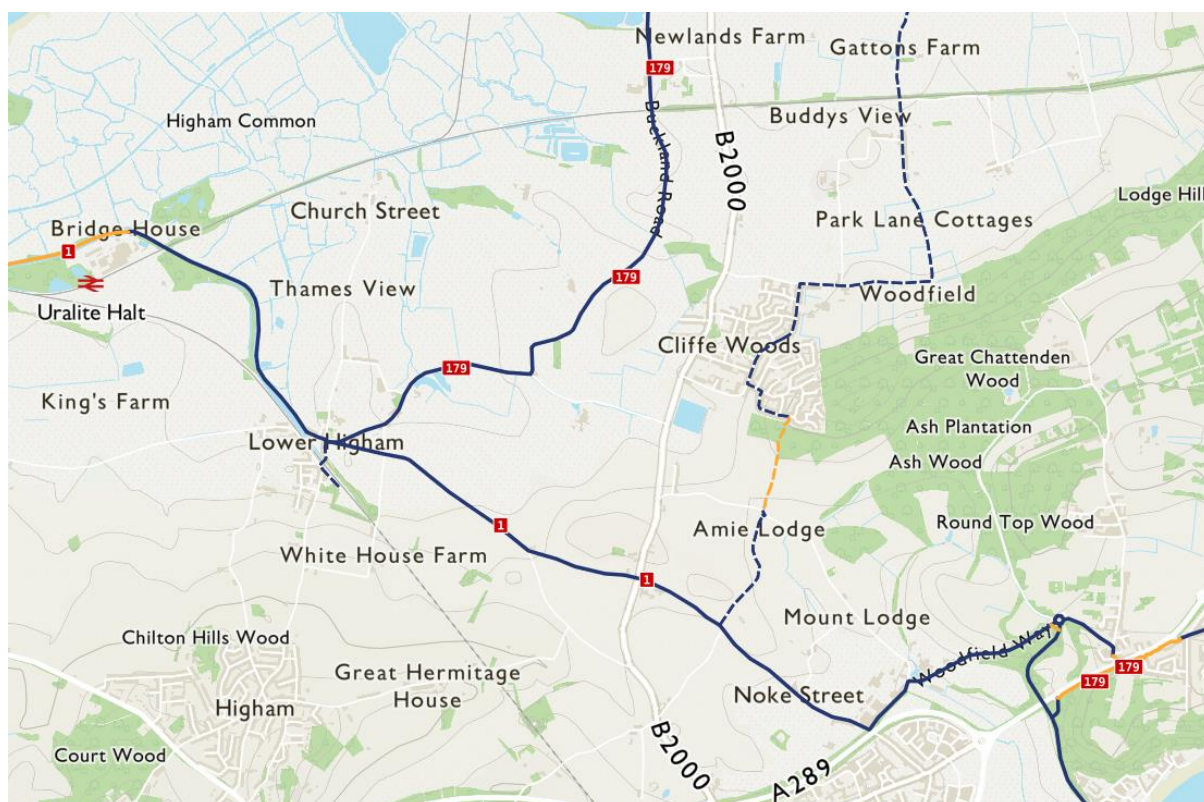 Newlands Farm
Gattons Farm
179
Buddys View
Higham Common
Buckland Road
B2000
Lodge Hill
Church Street
Park Lane Cottages
Bridge House
1
179
Thames View
Woodfield
Uralite Halt
Cliffe Woods
179
Great Chattenden
Wood
King's Farm
Ash Plantation
Lower Higham
Ash Wood
1
Amie Lodge
Round Top Wood
White House Farm
1
Mount Lodge
Chilton Hills Wood
Woodfield Way
Great Hermitage
House
179
179
Noke Street
Higham
B2000
Court Wood
A289